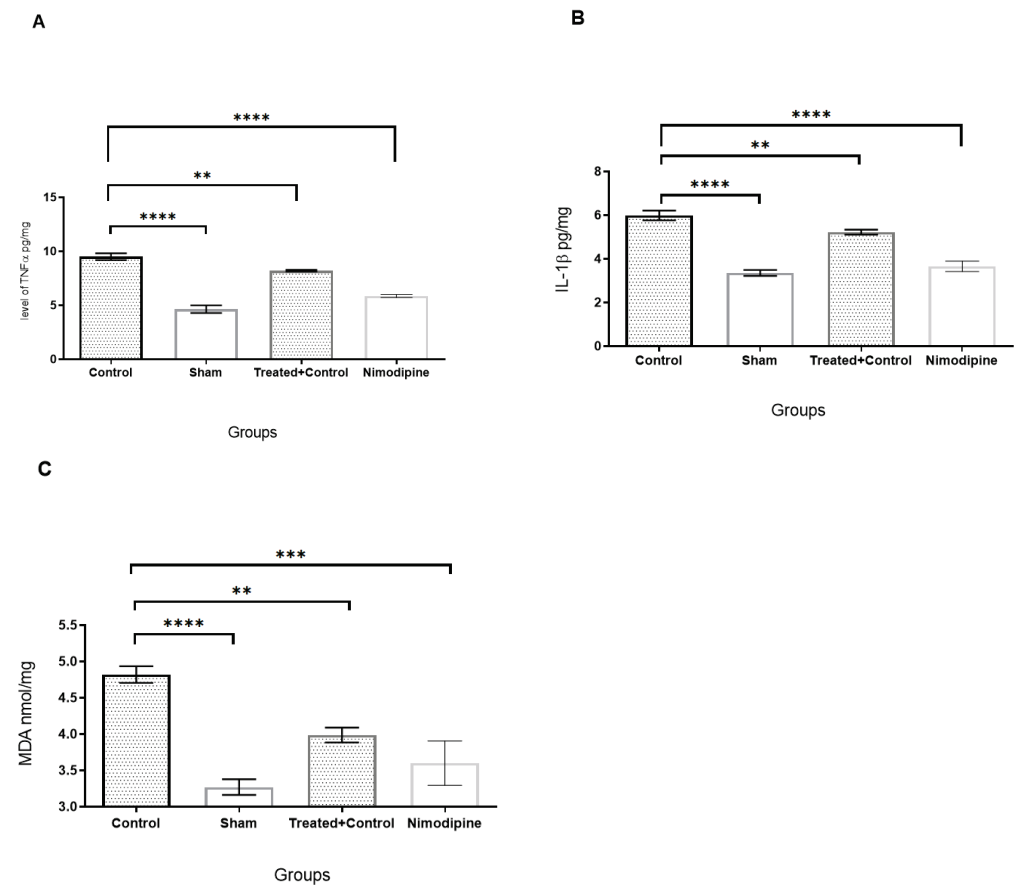 A
****
**
****
level of TNFα pg/mg
15
10
5
0
Control Sham Treated+Control Nimodipine
Groups
B
****
**
****
IL-1β pg/mg
8
6
4
2
0
Control Sham Treated+Control Nimodipine
Groups
C
***
**
****
MDA nmol/mg
5.5
5.0
4.5
4.0
3.5
3.0
Control Sham Treated+Control Nimodipine
Groups